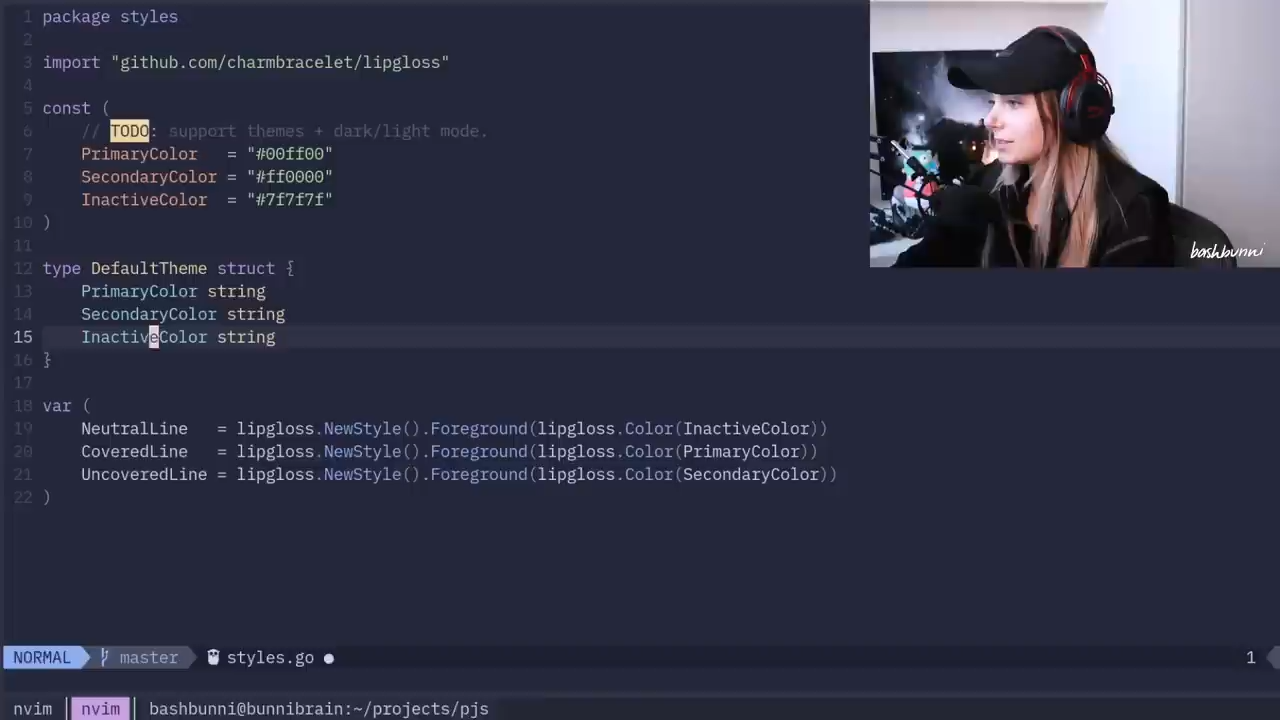 1 package styles
2
3 import "github.com/charmbracelet/lipgloss"
4
5 const (
6 // TODO: support themes + dark/light mode.
7 PrimaryColor   = "#00ff00"
8 SecondaryColor = "#ff0000"
9 InactiveColor  = "#7f7f7f"
10 )
11
12 type DefaultTheme struct {
13 PrimaryColor string
14 SecondaryColor string
15 InactiveColor string
16 }
17
18 var (
19 NeutralLine   = lipgloss.NewStyle().Foreground(lipgloss.Color(InactiveColor))
20 CoveredLine   = lipgloss.NewStyle().Foreground(lipgloss.Color(PrimaryColor))
21 UncoveredLine = lipgloss.NewStyle().Foreground(lipgloss.Color(SecondaryColor))
22 )
bashbunni
NORMAL master styles.go ● 1
nvim nvim bashbunni@bunnibrain:~/projects/pjs